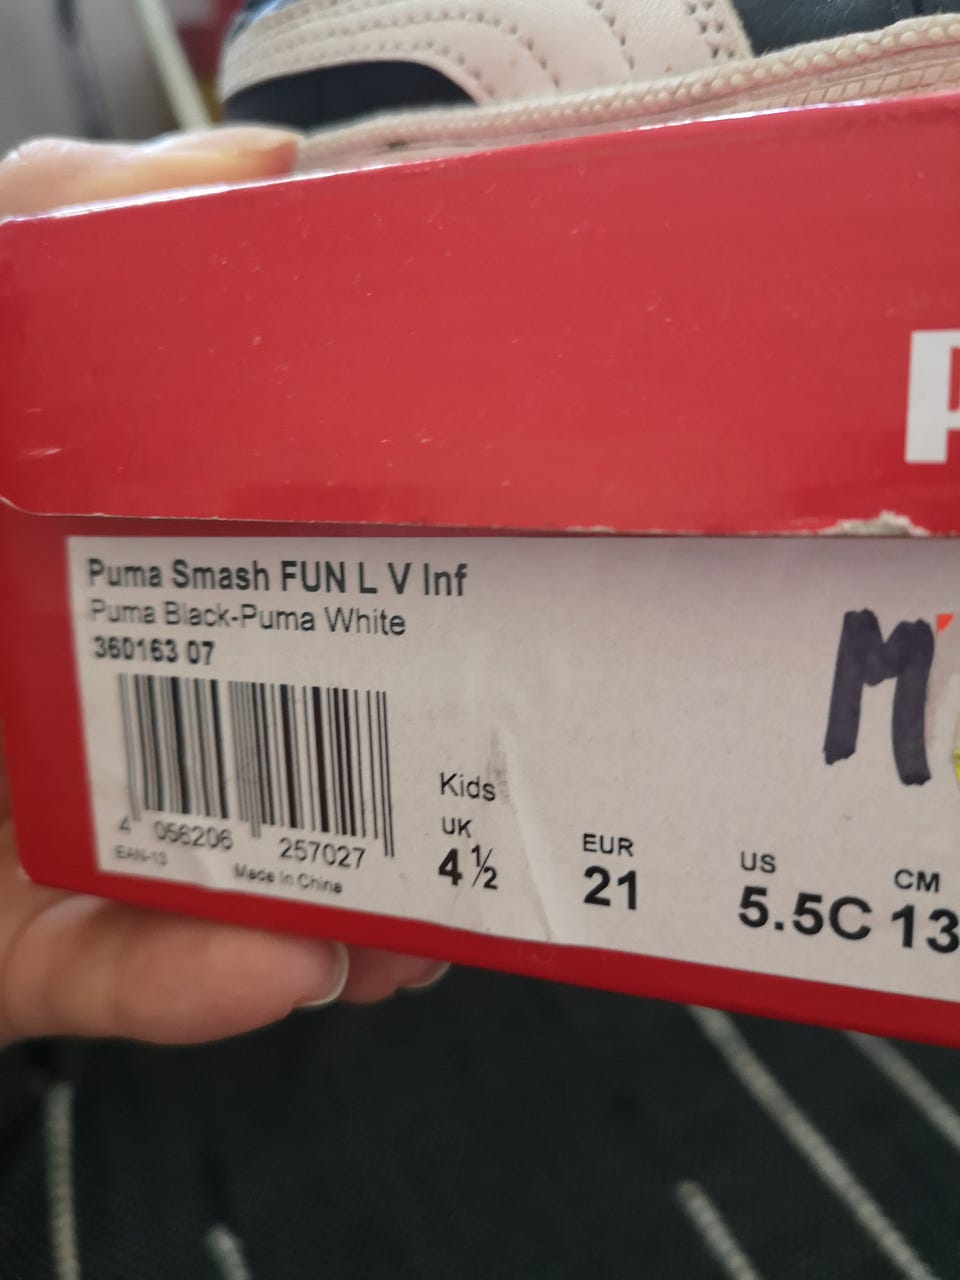 P
Puma Smash FUN L V Inf
Puma Black-Puma White
360163 07
M
4 056206 257027
EAN-13
Made in China
Kids
UK EUR US CM
4½ 21 5.5C 13